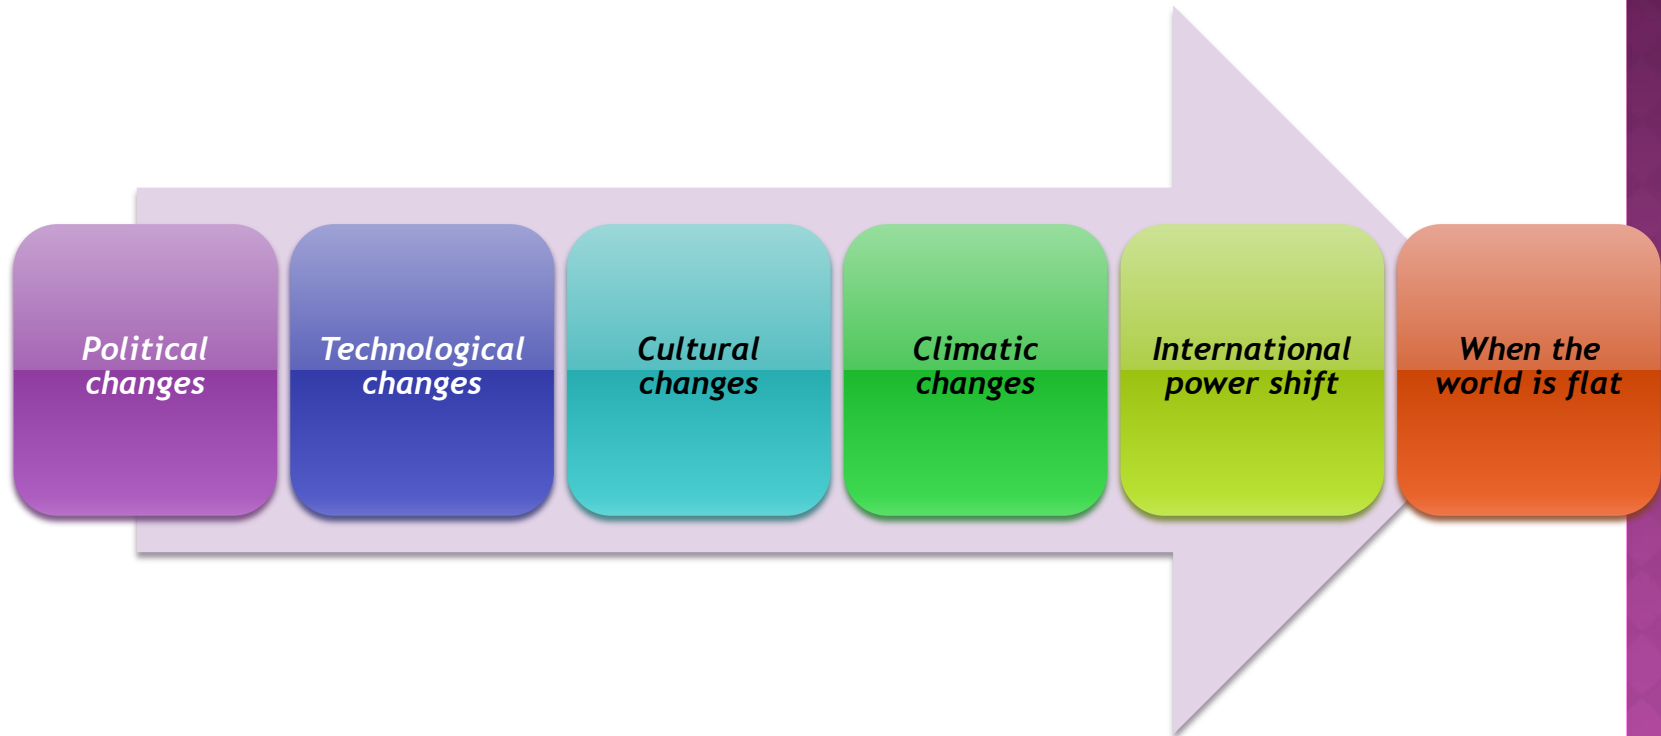 Political
changes
Technological
changes
Cultural
changes
Climatic
changes
International
power shift
When the
world is flat